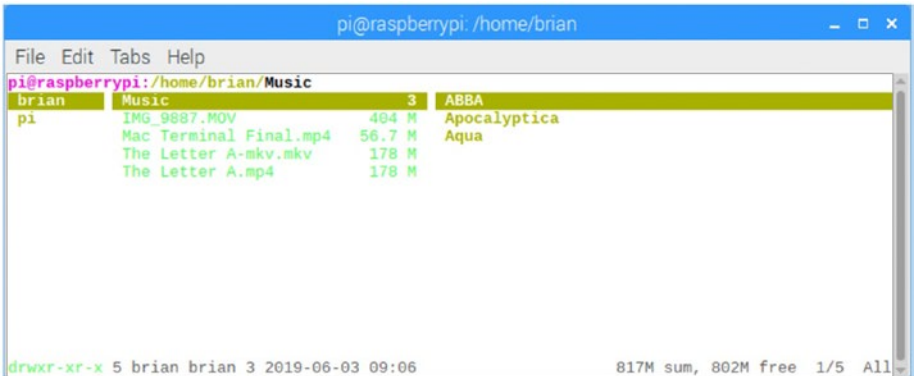 pi@raspberrypi: /home/brian
File Edit Tabs Help
pi@raspberrypi:/home/brian/Music
brian Music 3 ABBA
pi IMG_9887.MOV 404 M Apocalyptica
Mac Terminal Final.mp4 56.7 M Aqua
The Letter A-mkv.mkv 178 M
The Letter A.mp4 178 M
drwxr-xr-x 5 brian brian 3 2019-06-03 09:06 817M sum, 802M free 1/5 All